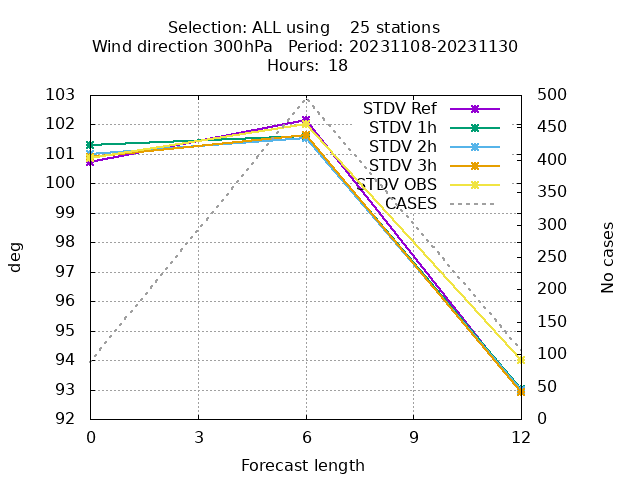 Selection: ALL using    25 stations
Wind direction 300hPa   Period: 20231108-20231130
Hours: 18
103
102
101
100
99
98
97
96
95
94
93
92
500
450
400
350
300
250
200
150
100
50
0
STDV Ref
STDV 1h
STDV 2h
STDV 3h
STDV OBS
CASES
deg
No cases
0 3 6 9 12
Forecast length